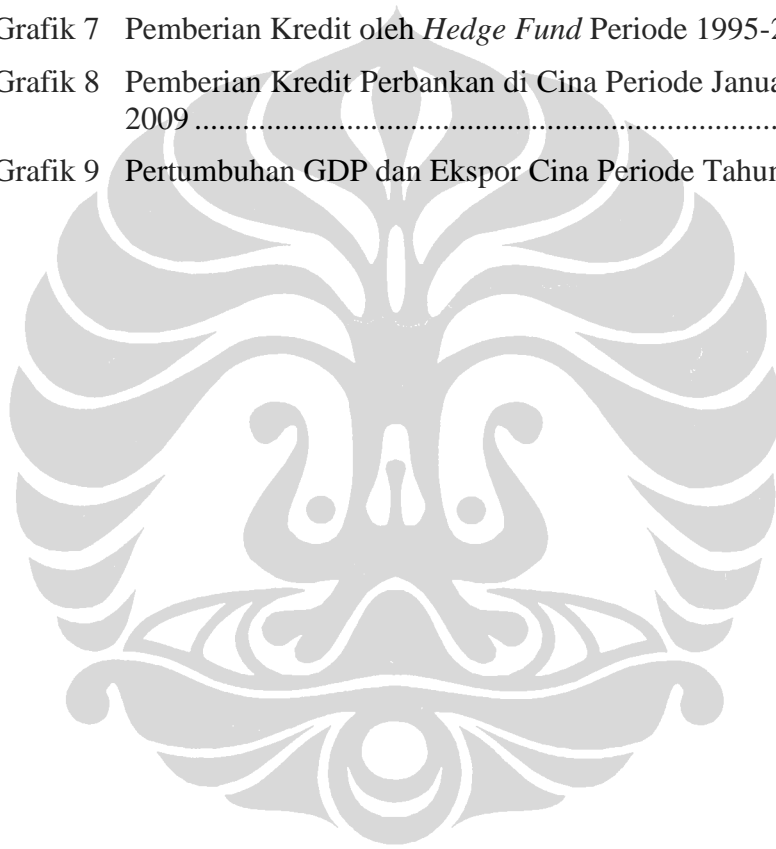 Grafik 7 Pemberian Kredit oleh Hedge Fund Periode 1995-2
Grafik 8 Pemberian Kredit Perbankan di Cina Periode Janua
2009 ......................................................................
Grafik 9 Pertumbuhan GDP dan Ekspor Cina Periode Tahun